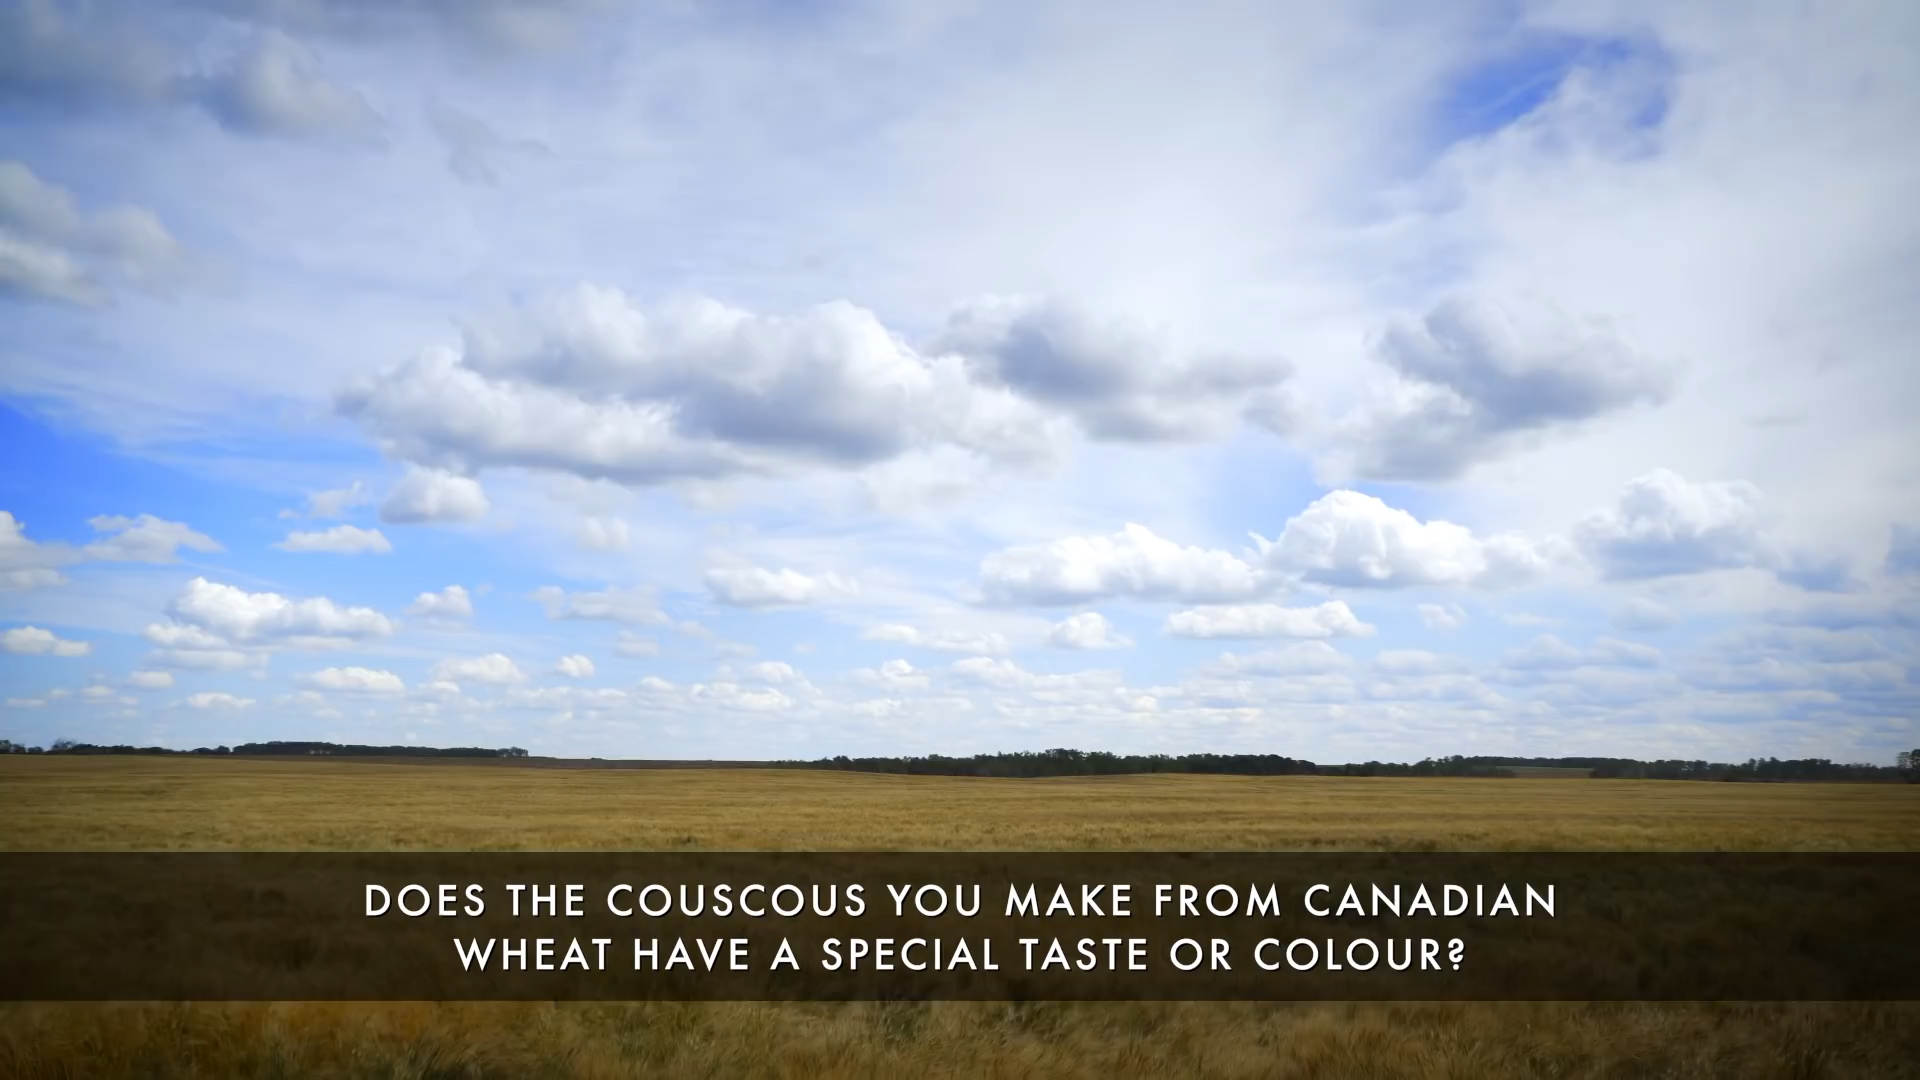 DOES THE COUSCOUS YOU MAKE FROM CANADIAN
WHEAT HAVE A SPECIAL TASTE OR COLOUR?